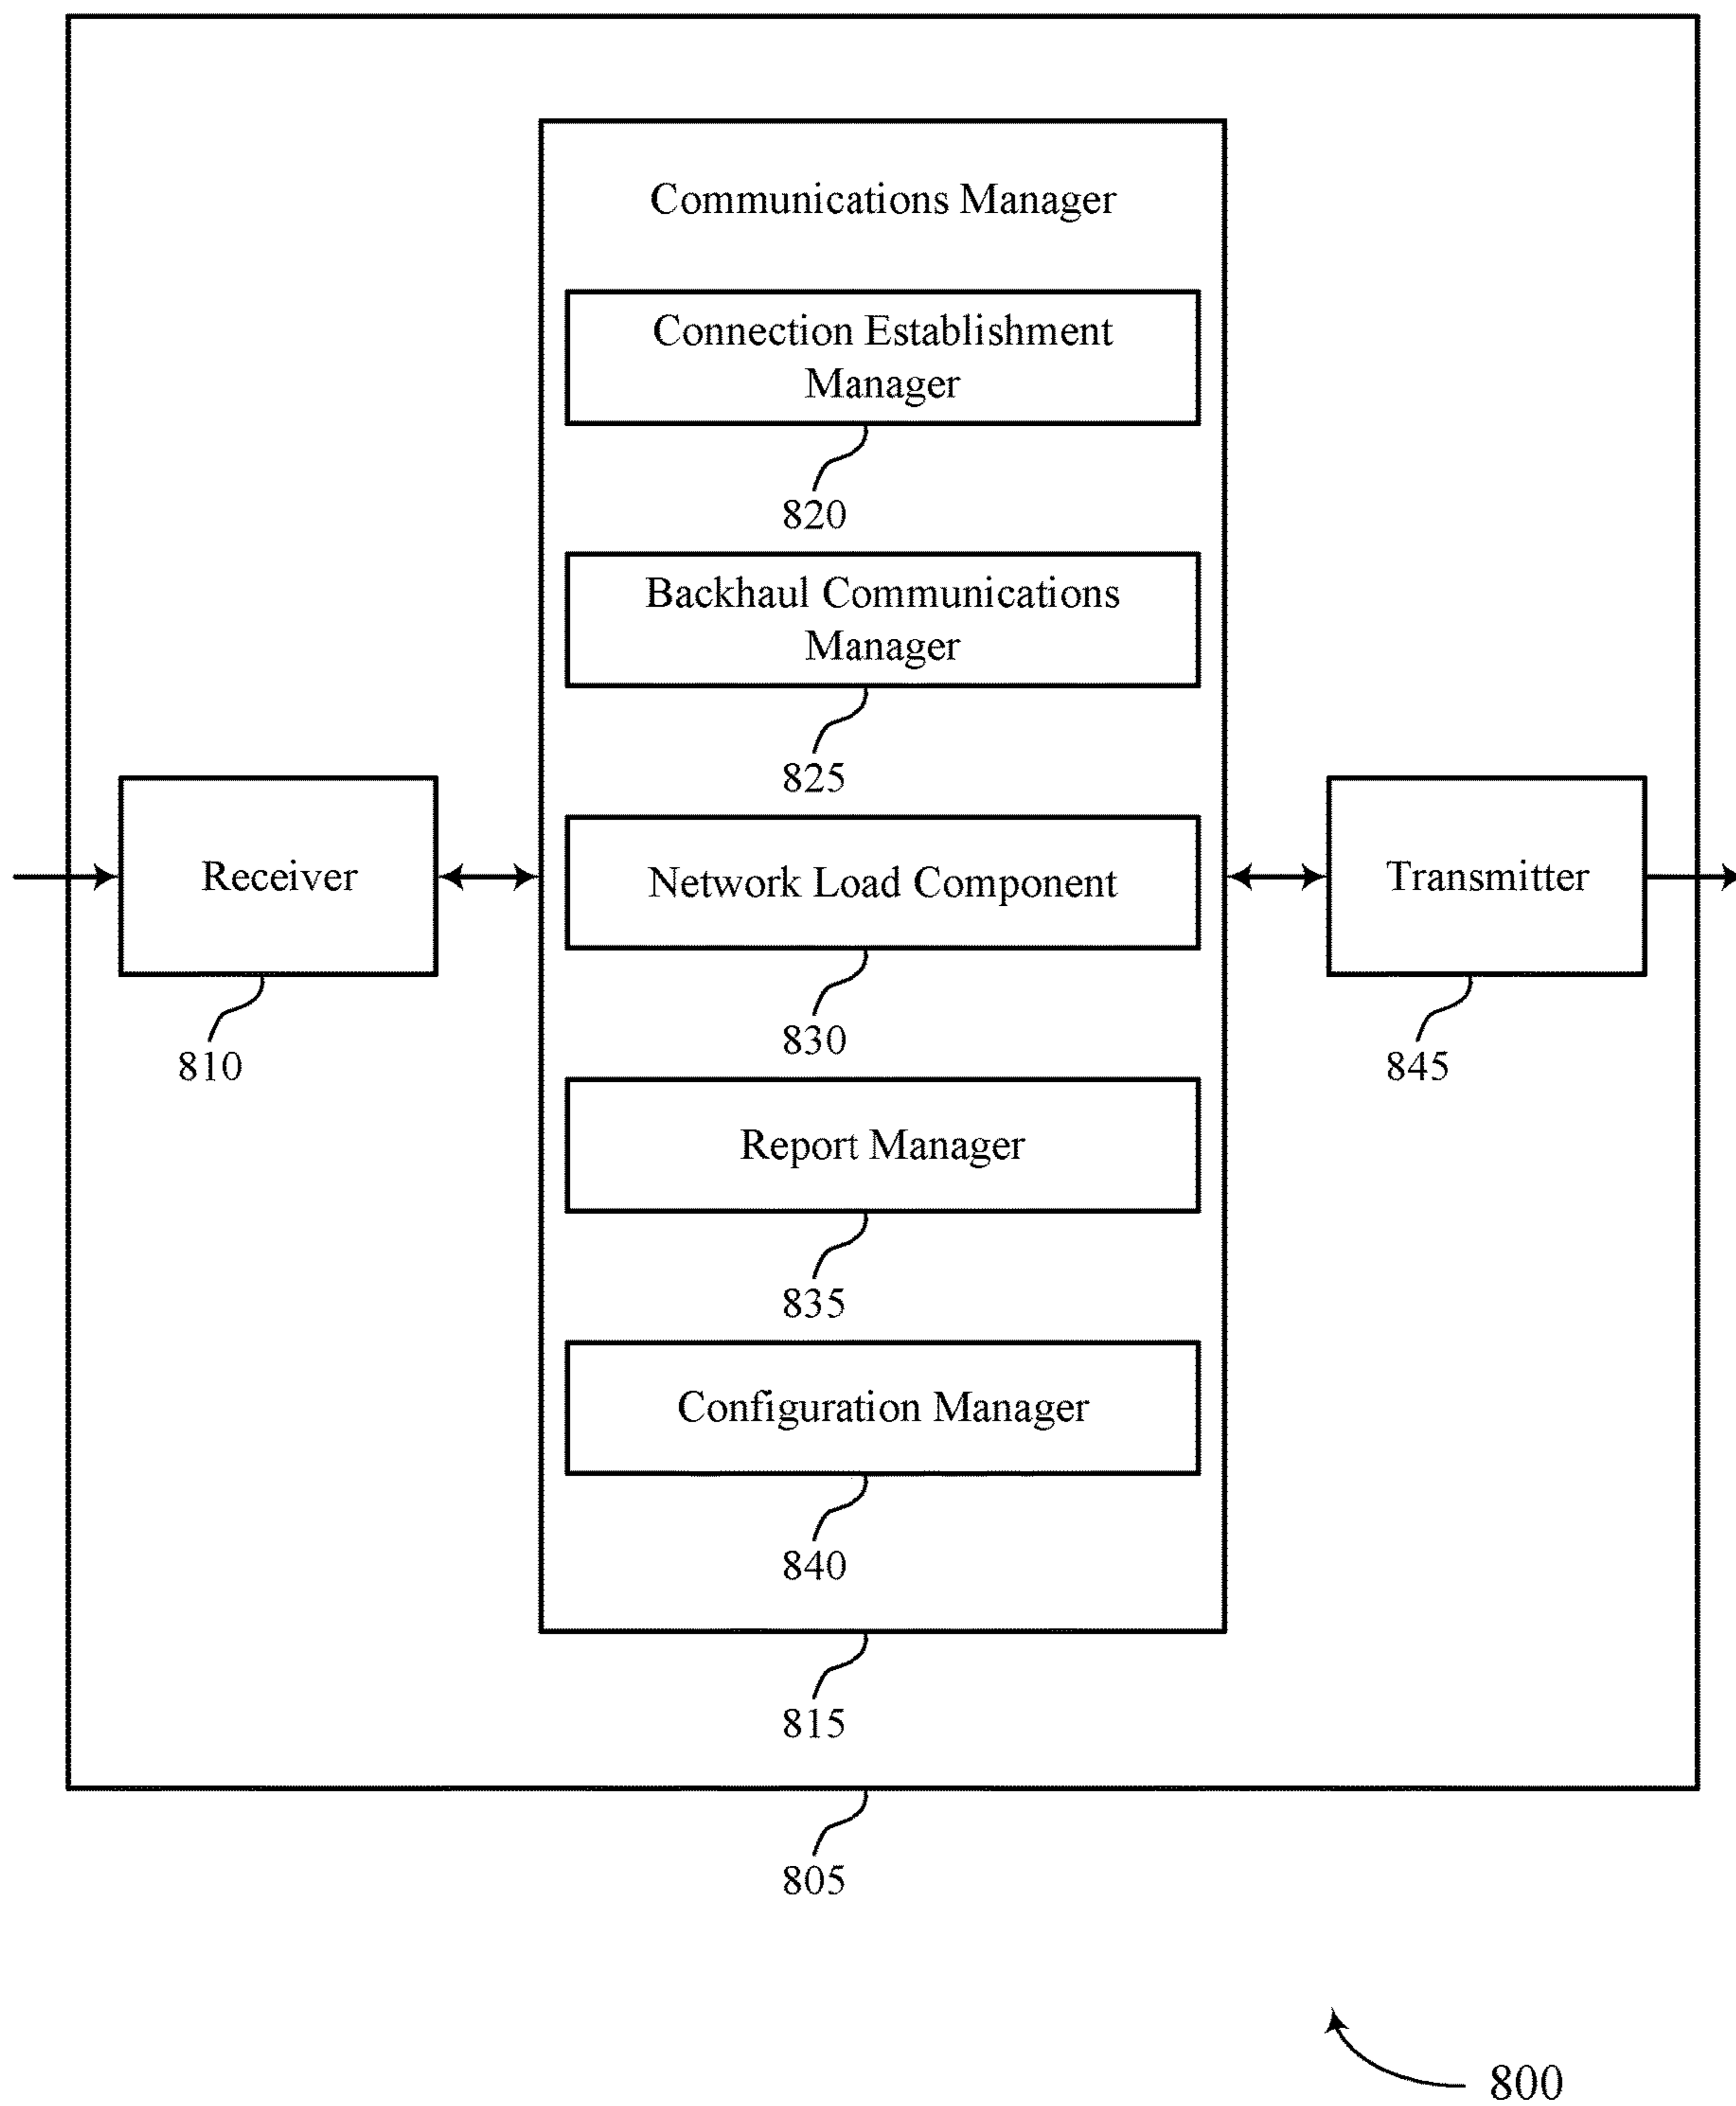 Communications Manager
Connection Establishment
Manager
820
Backhaul Communications
Manager
825
Receiver
810
Network Load Component
830
Transmitter
845
Report Manager
835
Configuration Manager
840
815
805
800